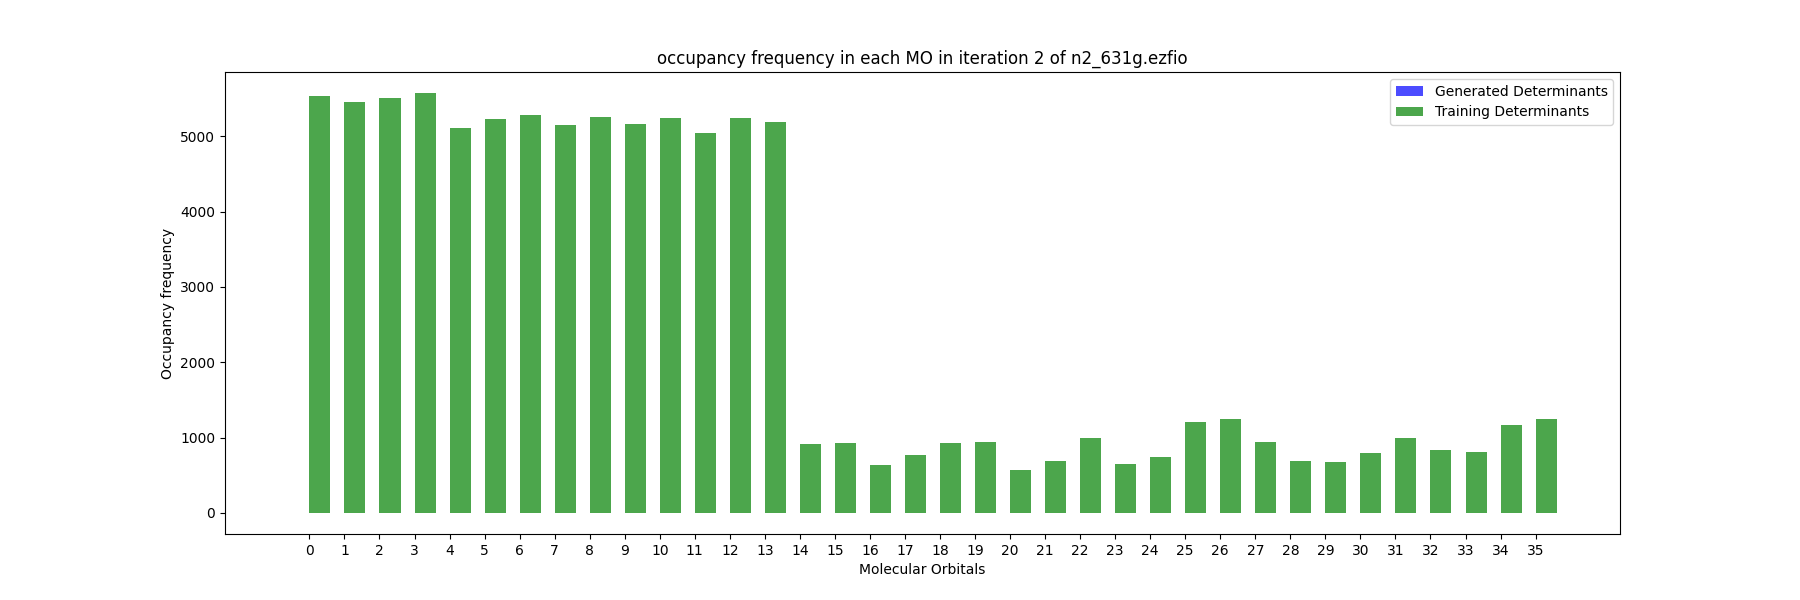 occupancy frequency in each MO in iteration 2 of n2_631g.ezfio
Generated Determinants
Training Determinants
Occupancy frequency
5000
4000
3000
2000
1000
0
0 1 2 3 4 5 6 7 8 9 10 11 12 13 14 15 16 17 18 19 20 21 22 23 24 25 26 27 28 29 30 31 32 33 34 35
Molecular Orbitals